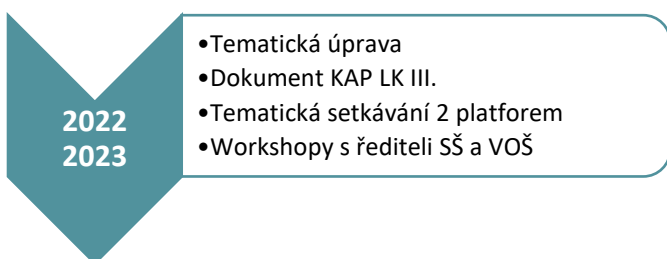 2022
2023
•Tematická úprava
•Dokument KAP LK III.
•Tematická setkávání 2 platforem
•Workshopy s řediteli SŠ a VOŠ